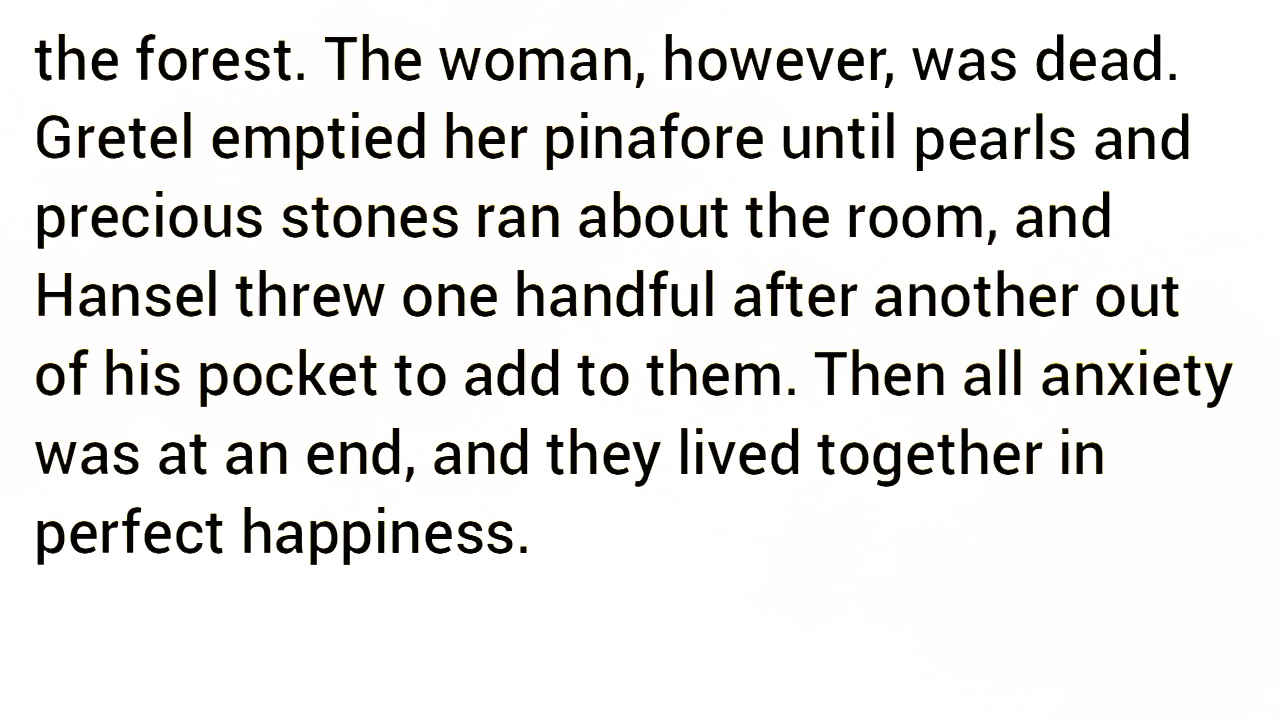 the forest. The woman, however, was dead.
Gretel emptied her pinafore until pearls and
precious stones ran about the room, and
Hansel threw one handful after another out
of his pocket to add to them. Then all anxiety
was at an end, and they lived together in
perfect happiness.